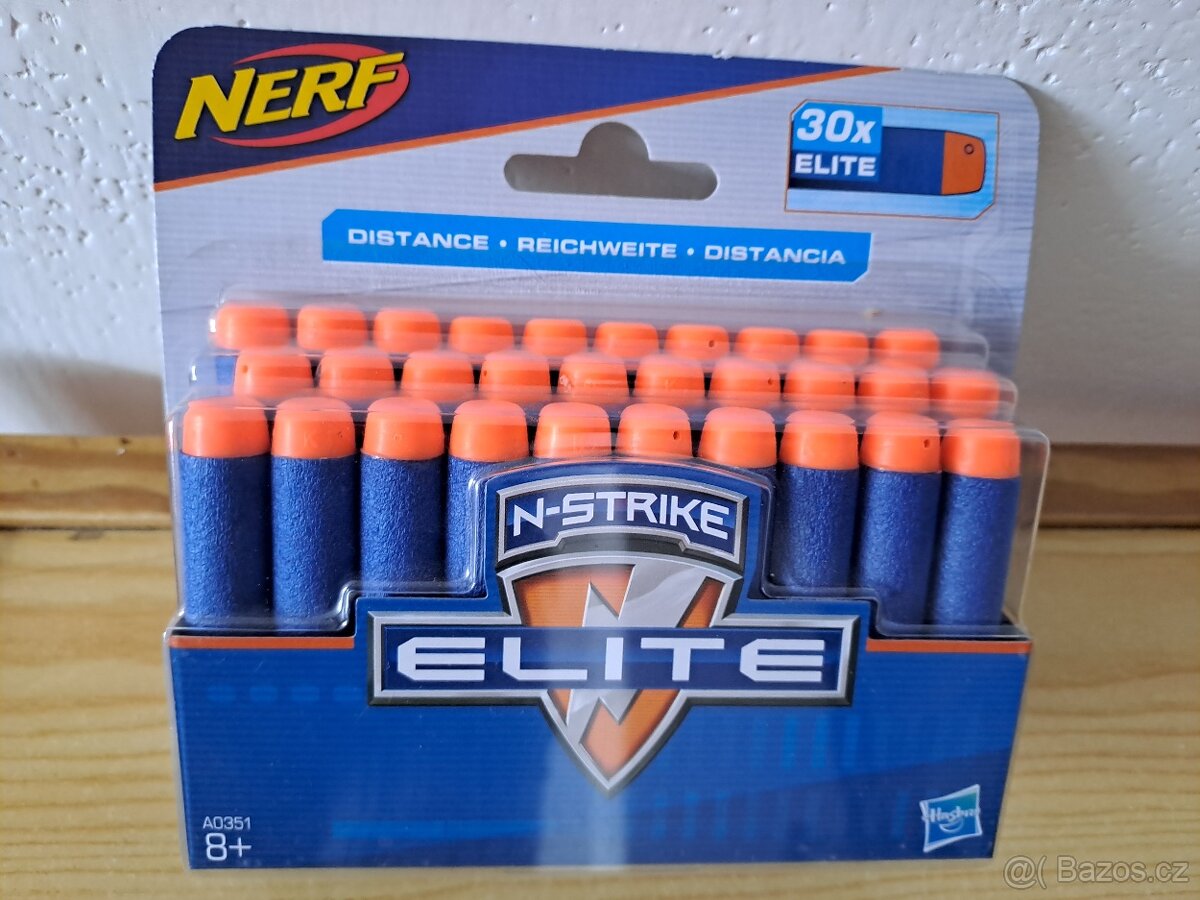 NERF
30x
ELITE
DISTANCE • REICHWEITE • DISTANCIA
N-STRIKE
ELITE
A0351
8+
Hasbro
@( Bazos.cz